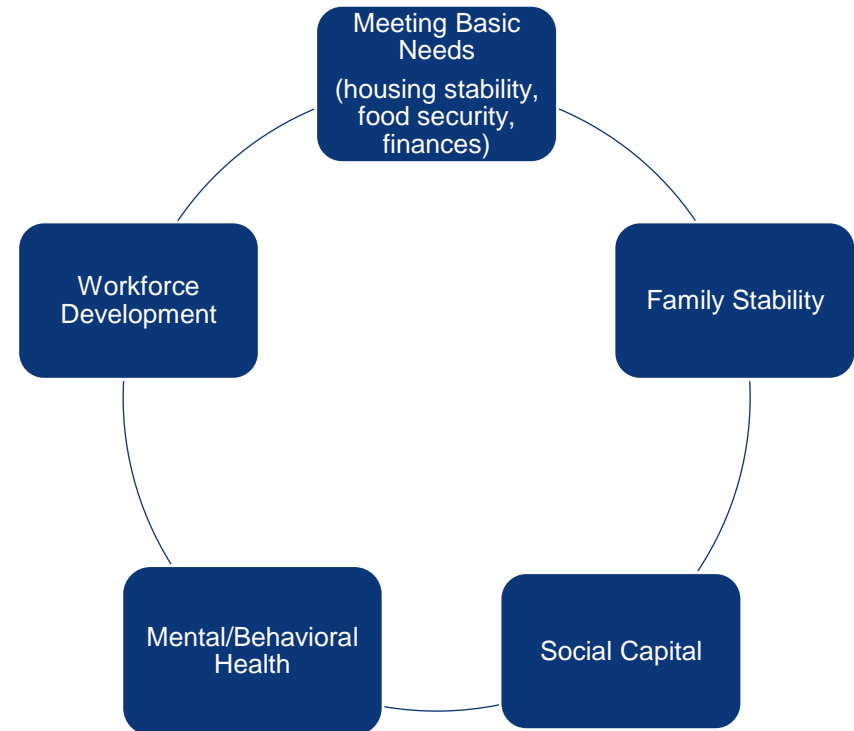 Meeting Basic
Needs
(housing stability,
food security,
finances)
Family Stability
Social Capital
Mental/Behavioral
Health
Workforce
Development